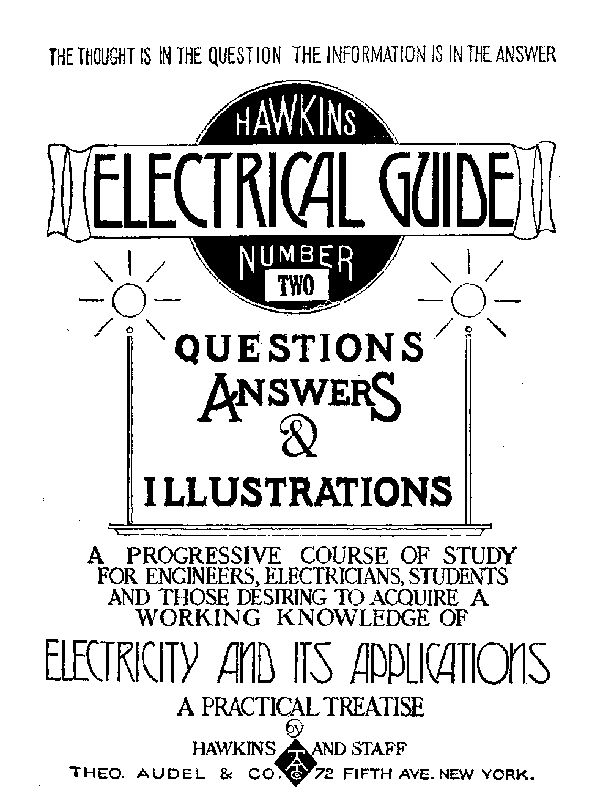 THE THOUGHT IS IN THE QUESTION THE INFORMATION IS IN THE ANSWER
HAWKINS
ELECTRICAL GUIDE
NUMBER
TWO
QUESTIONS
ANSWERS
&
ILLUSTRATIONS
A PROGRESSIVE COURSE OF STUDY
FOR ENGINEERS, ELECTRICIANS, STUDENTS
AND THOSE DESIRING TO ACQUIRE A
WORKING KNOWLEDGE OF
ELECTRICITY AND ITS APPLICATIONS
A PRACTICAL TREATISE
by
HAWKINS AND STAFF
THEO. AUDEL & CO. 72 FIFTH AVE. NEW YORK.